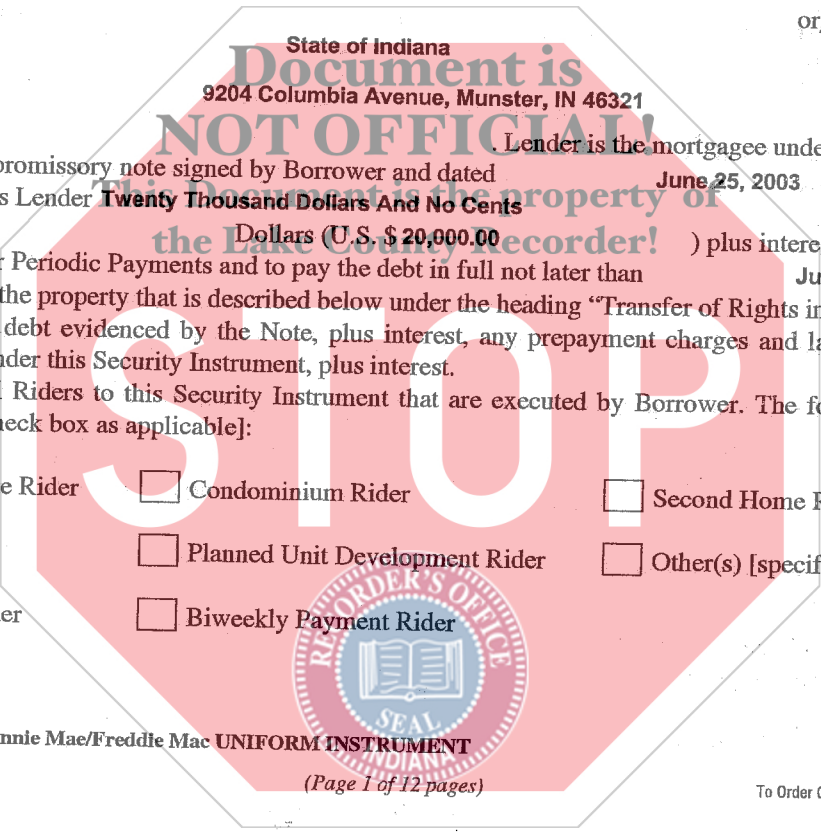 or
State of Indiana
Document is
9204 Columbia Avenue, Munster, IN 46321
NOT OFFICIAL!
. Lender is the mortgagee unde
promissory note signed by Borrower and dated June 25, 2003
This Document is the property of
s Lender Twenty Thousand Dollars And No Cents
the Lake County Recorder!
Dollars (U.S. $ 20,000.00 ) plus intere
r Periodic Payments and to pay the debt in full not later than Ju
the property that is described below under the heading “Transfer of Rights in
debt evidenced by the Note, plus interest, any prepayment charges and la
nder this Security Instrument, plus interest.
l Riders to this Security Instrument that are executed by Borrower. The fo
heck box as applicable]:
STOP
e Rider Condominium Rider Second Home R
Planned Unit Development Rider Other(s) [specif
er Biweekly Payment Rider
RECORDER'S OFFICE
SEAL
INDIANA
nnie Mae/Freddie Mac UNIFORM INSTRUMENT
(Page 1 of 12 pages)
To Order C